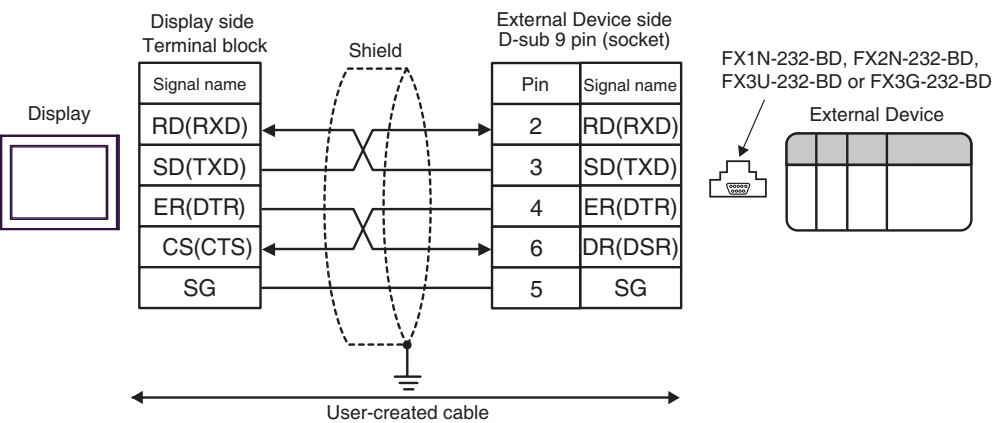 Display side
Terminal block
Shield
External Device side
D-sub 9 pin (socket)
FX1N-232-BD, FX2N-232-BD,
FX3U-232-BD or FX3G-232-BD
Display
External Device
Signal name
Pin Signal name
RD(RXD) 2 RD(RXD)
SD(TXD) 3 SD(TXD)
ER(DTR) 4 ER(DTR)
CS(CTS) 6 DR(DSR)
SG 5 SG
User-created cable